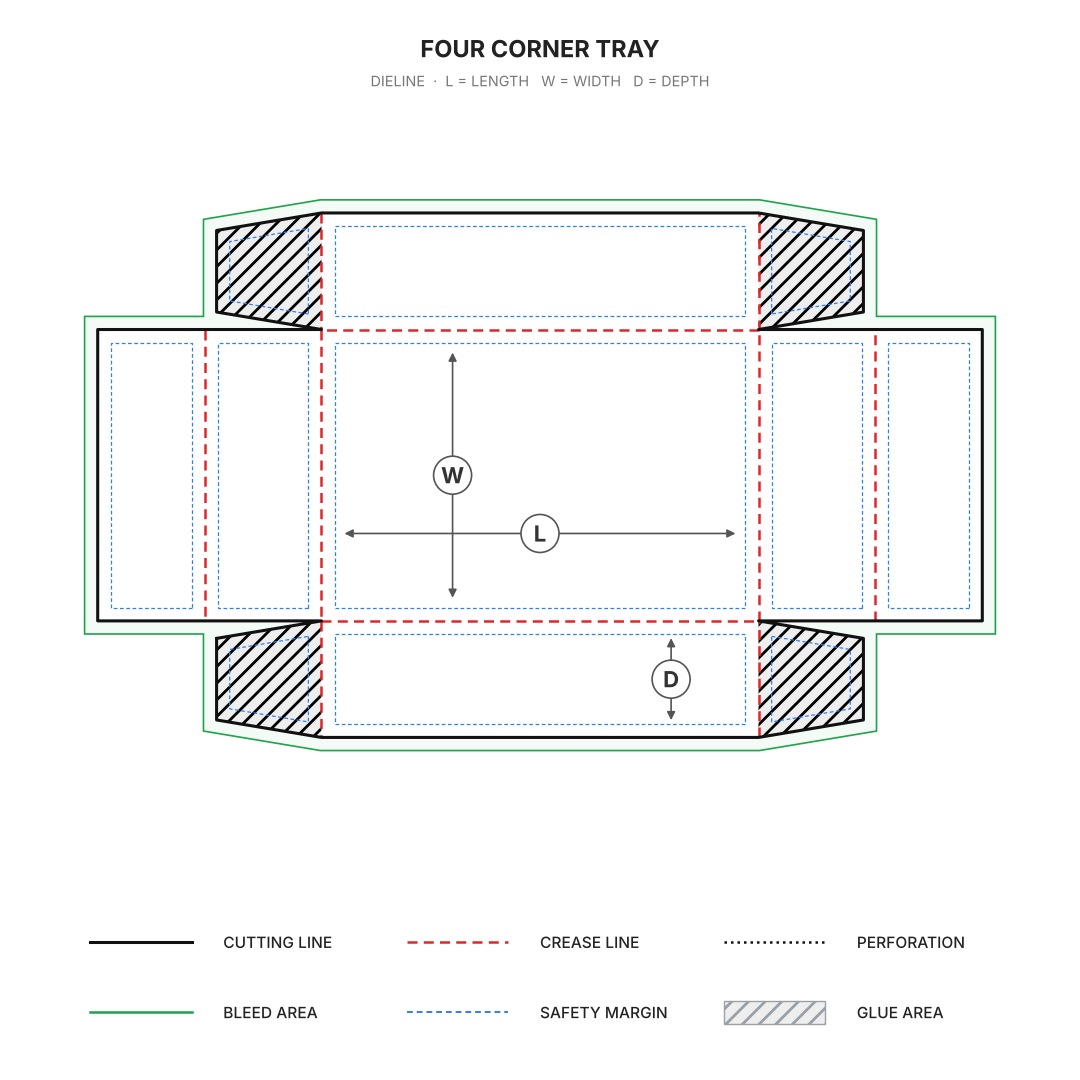 FOUR CORNER TRAY
DIELINE · L = LENGTH W = WIDTH D = DEPTH
W
L
D
CUTTING LINE
CREASE LINE
PERFORATION
BLEED AREA
SAFETY MARGIN
GLUE AREA